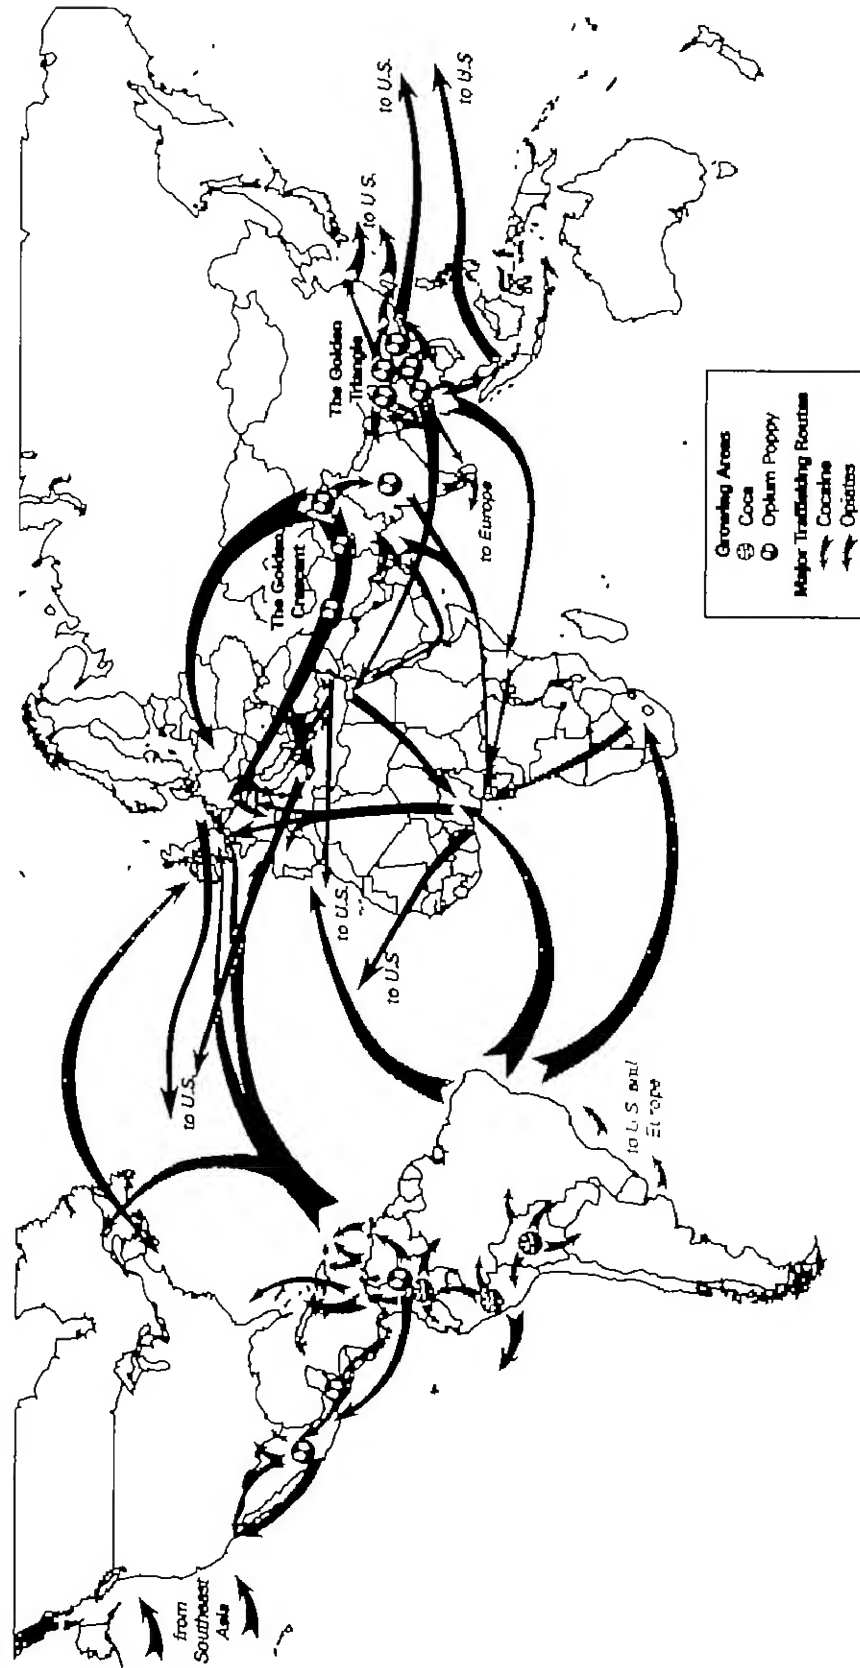 from
Southeast
Asia
to U.S.
to U.S. and
Europe
to U.S
to U.S.
The Golden
Crescent
to Europe
The Golden
Triangle
to U.S.
to U.S.
to U.S
Growing Areas
Coca
Opium Poppy
Major Trafficking Routes
Cocaine
Opiates